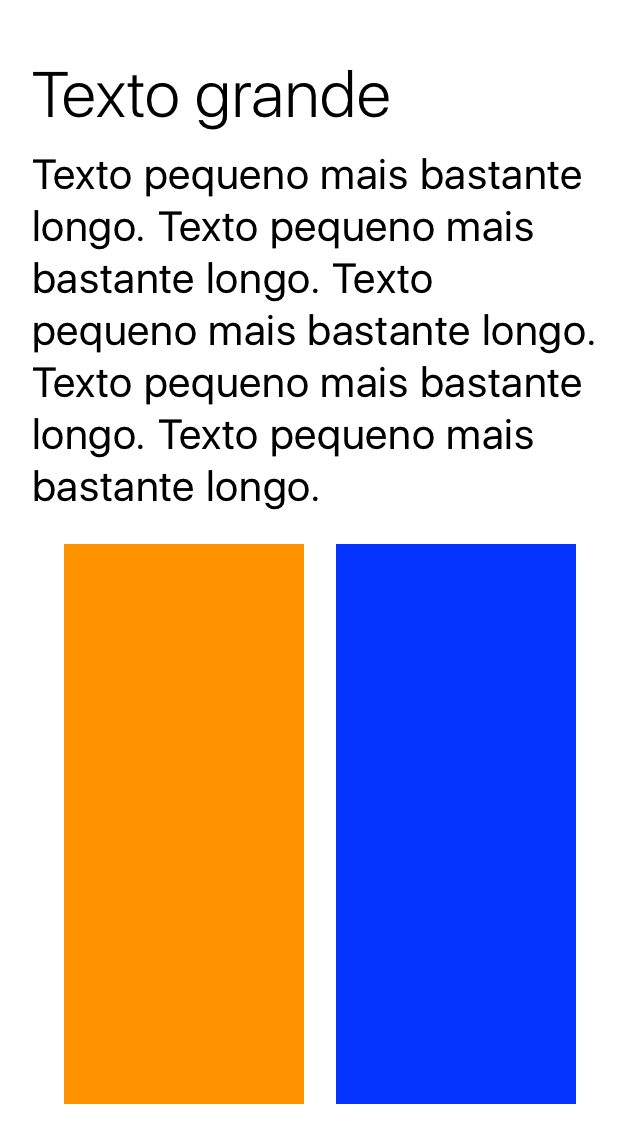 Texto grande
Texto pequeno mais bastante
longo. Texto pequeno mais
bastante longo. Texto
pequeno mais bastante longo.
Texto pequeno mais bastante
longo. Texto pequeno mais
bastante longo.